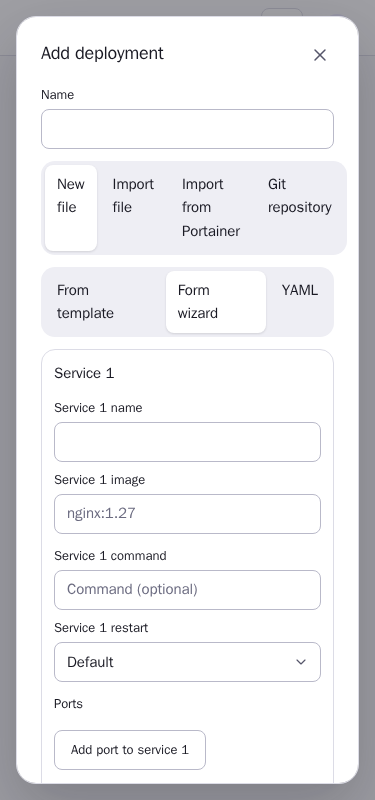 Add deployment
Name
New file
Import file
Import from Portainer
Git repository
From template
Form wizard
YAML
Service 1
Service 1 name
Service 1 image
nginx:1.27
Service 1 command
Command (optional)
Service 1 restart
Default
Ports
Add port to service 1